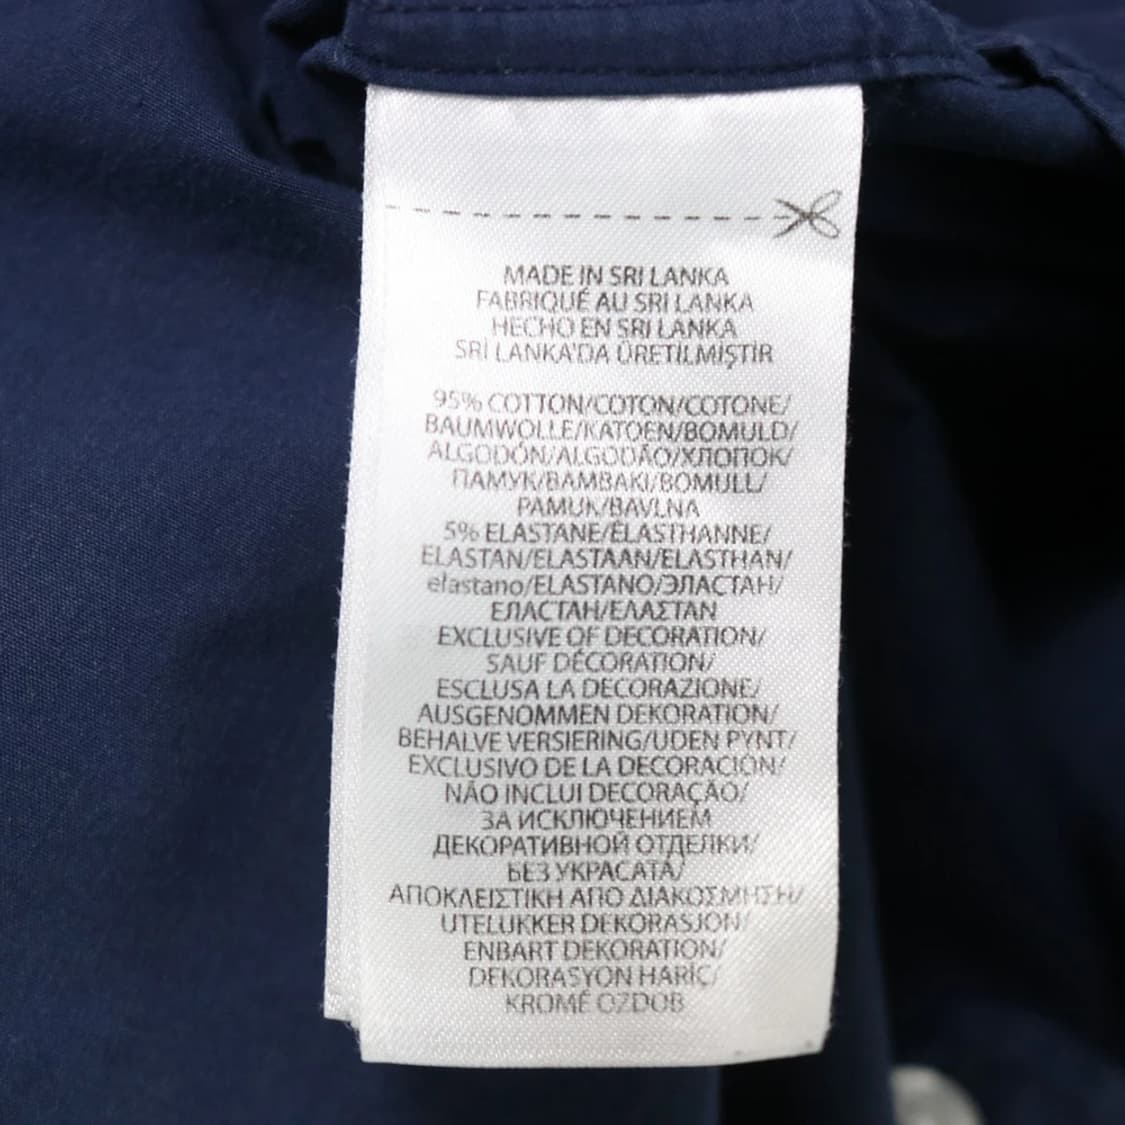 MADE IN SRI LANKA
FABRIQUÉ AU SRI LANKA
HECHO EN SRI LANKA
SRİ LANKA'DA ÜRETİLMİŞTİR
95% COTTON/COTON/COTONE/
BAUMWOLLE/KATOEN/BOMULD/
ALGODÓN/ALGODÃO/ХЛОПОК/
ПАМУК/ΒΑΜΒΑΚΙ/BOMULL/
PAMUK/BAVLNA
5% ELASTANE/ÉLASTHANNE/
ELASTAN/ELASTAAN/ELASTHAN/
elastano/ELASTANO/ЭЛАСТАН/
ЕЛАСТАН/ΕΛΑΣΤΑΝ
EXCLUSIVE OF DECORATION/
SAUF DÉCORATION/
ESCLUSA LA DECORAZIONE/
AUSGENOMMEN DEKORATION/
BEHALVE VERSIERING/UDEN PYNT/
EXCLUSIVO DE LA DECORACIÓN/
NÃO INCLUI DECORAÇÃO/
ЗА ИСКЛЮЧЕНИЕМ
ДЕКОРАТИВНОЙ ОТДЕЛКИ/
БЕЗ УКРАСАТА/
ΑΠΟΚΛΕΙΣΤΙΚΗ ΑΠΟ ΔΙΑΚΟΣΜΗΣΗ/
UTELUKKER DEKORASJON/
ENBART DEKORATION/
DEKORASYON HARİÇ/
KROMĚ OZDOB